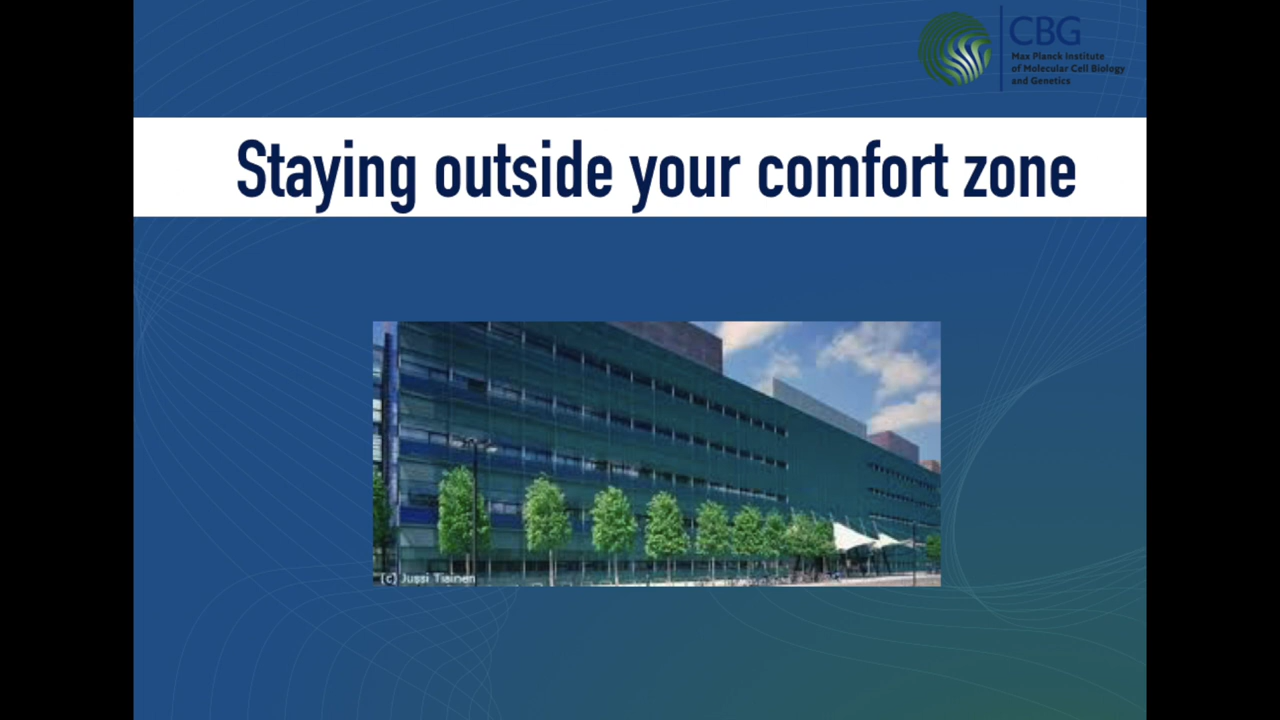 CBG
Max Planck Institute
of Molecular Cell Biology
and Genetics
Staying outside your comfort zone
(c) Jussi Tiainen